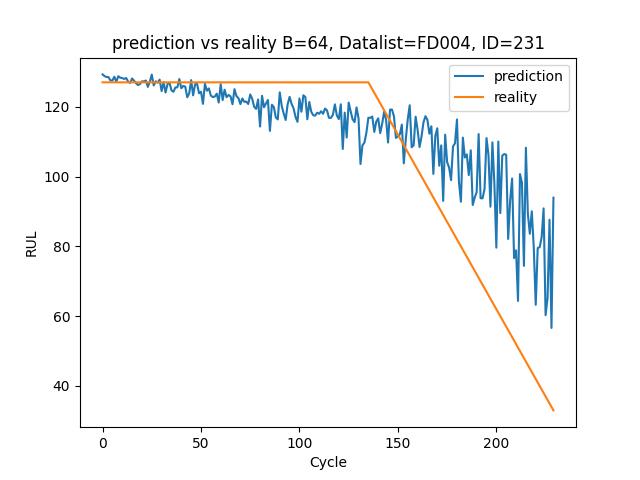 prediction vs reality B=64, Datalist=FD004, ID=231
prediction
reality
120
100
80
60
40
RUL
0
50
100
150
200
Cycle